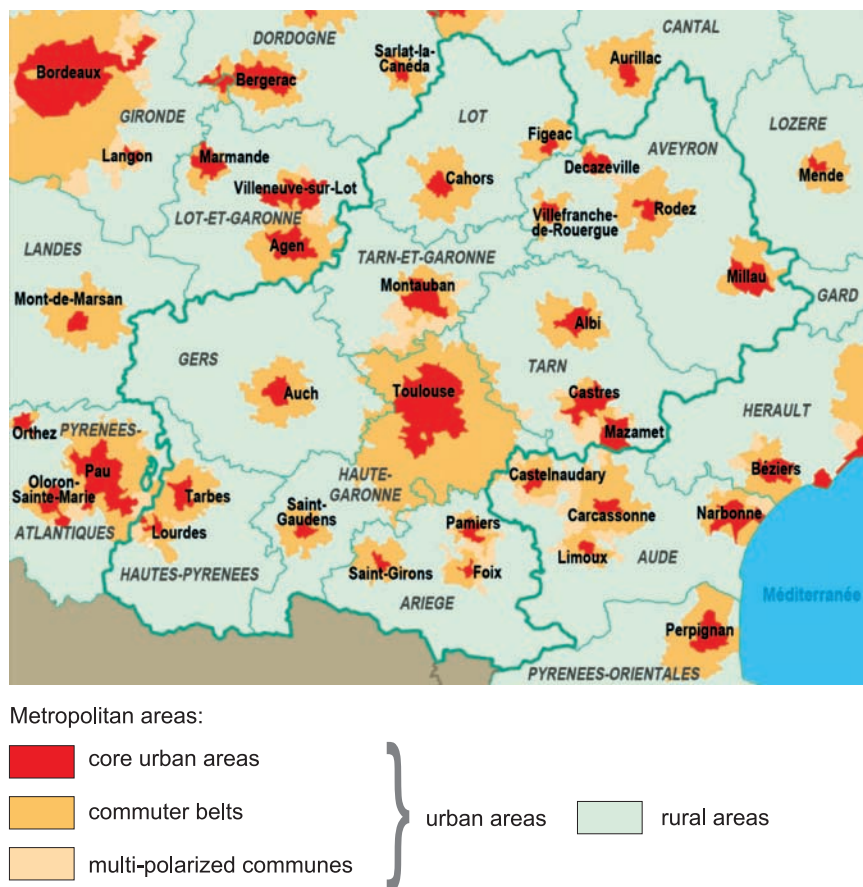 DORDOGNE
CANTAL
Bordeaux
Bergerac
Sarlat-la-
Canéda
Aurillac
GIRONDE
LOT
LOZERE
Langon
Marmande
Figeac
AVEYRON
Decazeville
Mende
Villeneuve-sur-Lot
Cahors
LOT-ET-GARONNE
Villefranche-
de-Rouergue
Rodez
Agen
LANDES
TARN-ET-GARONNE
Montauban
Millau
GARD
Mont-de-Marsan
Albi
GERS
TARN
Auch
Toulouse
Castres
HERAULT
Orthez
PYRENEES-
Mazamet
Pau
Béziers
Oloron-
Sainte-Marie
HAUTE-
GARONNE
Castelnaudary
Tarbes
Saint-
Gaudens
Carcassonne
Narbonne
ATLANTIQUES
Lourdes
Pamiers
Limoux
AUDE
HAUTES-PYRENEES
Saint-Girons
Foix
Méditerranée
ARIEGE
Perpignan
PYRENEES-ORIENTALES
Metropolitan areas:
core urban areas
commuter belts
multi-polarized communes
urban areas
rural areas